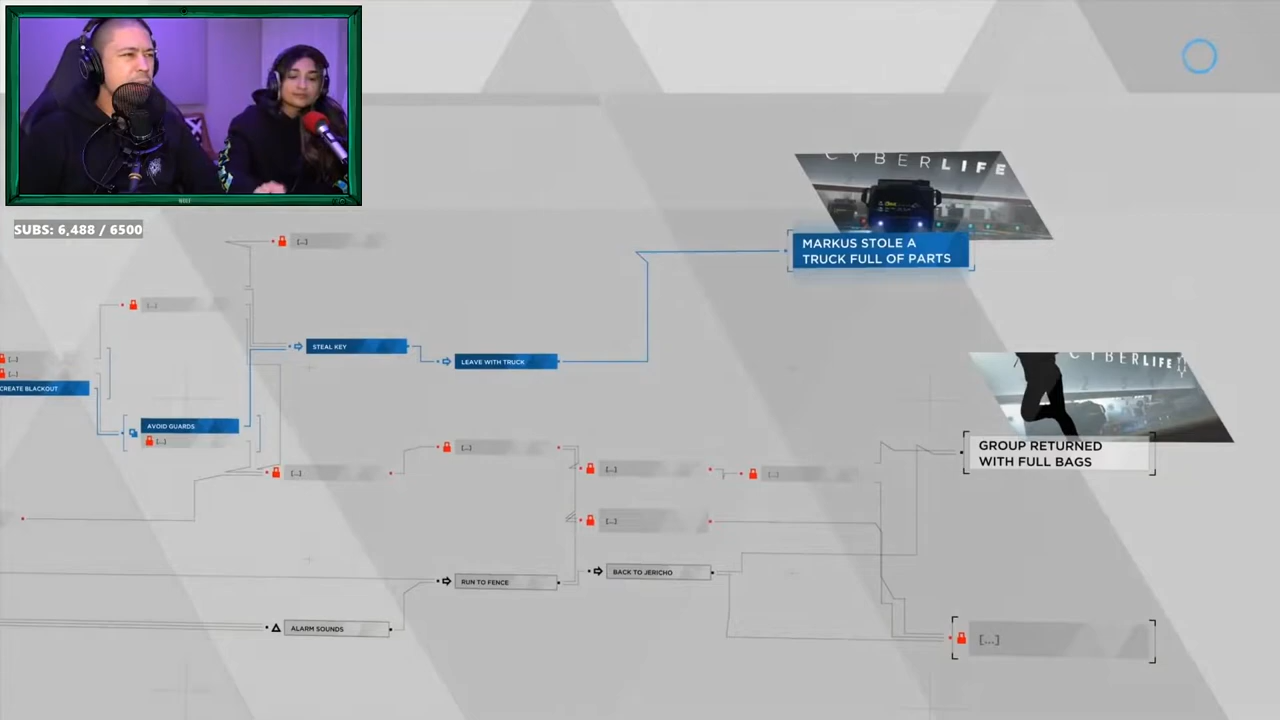 CYBERLIFE
SUBS: 6,488 / 6500
[...]
MARKUS STOLE A
TRUCK FULL OF PARTS
[...]
STEAL KEY
[...]
LEAVE WITH TRUCK
[...]
CREATE BLACKOUT
CYBERLIFE
AVOID GUARDS
[...]
[...]
GROUP RETURNED
WITH FULL BAGS
[...]
[...]
[...]
[...]
BACK TO JERICHO
RUN TO FENCE
ALARM SOUNDS
[...]